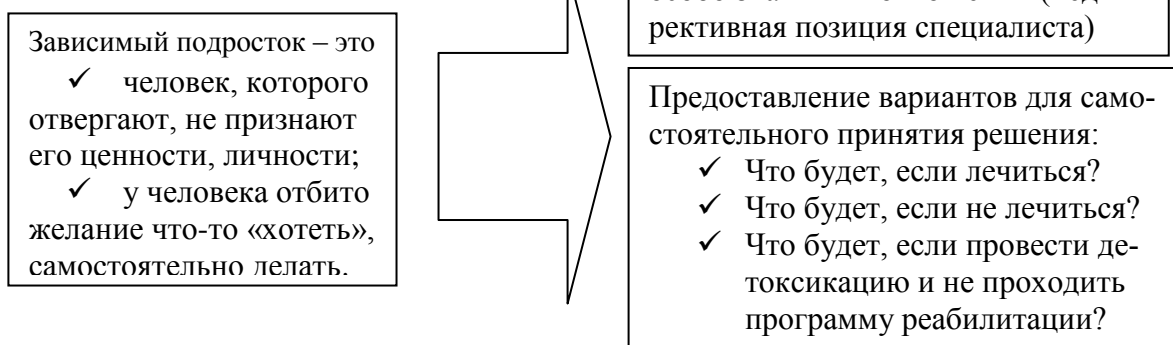 Зависимый подросток – это
✓ человек, которого
отвергают, не признают
его ценности, личности;
✓ у человека отбито
желание что-то «хотеть»,
самостоятельно делать.
рективная позиция специалиста)
Предоставление вариантов для само-
стоятельного принятия решения:
✓ Что будет, если лечиться?
✓ Что будет, если не лечиться?
✓ Что будет, если провести де-
токсикацию и не проходить
программу реабилитации?